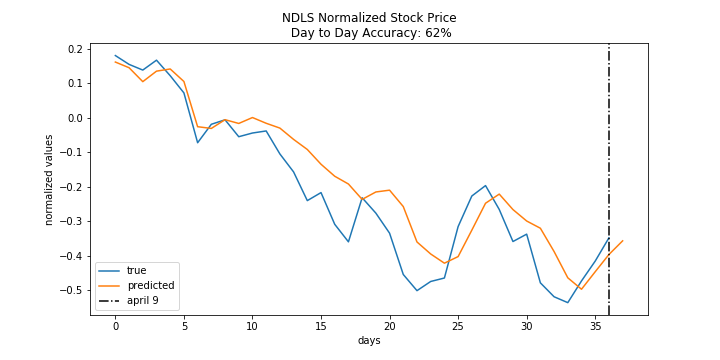 NDLS Normalized Stock Price
Day to Day Accuracy: 62%
normalized values
0.2
0.1
0.0
−0.1
−0.2
−0.3
−0.4
−0.5
true
predicted
april 9
0 5 10 15 20 25 30 35
days